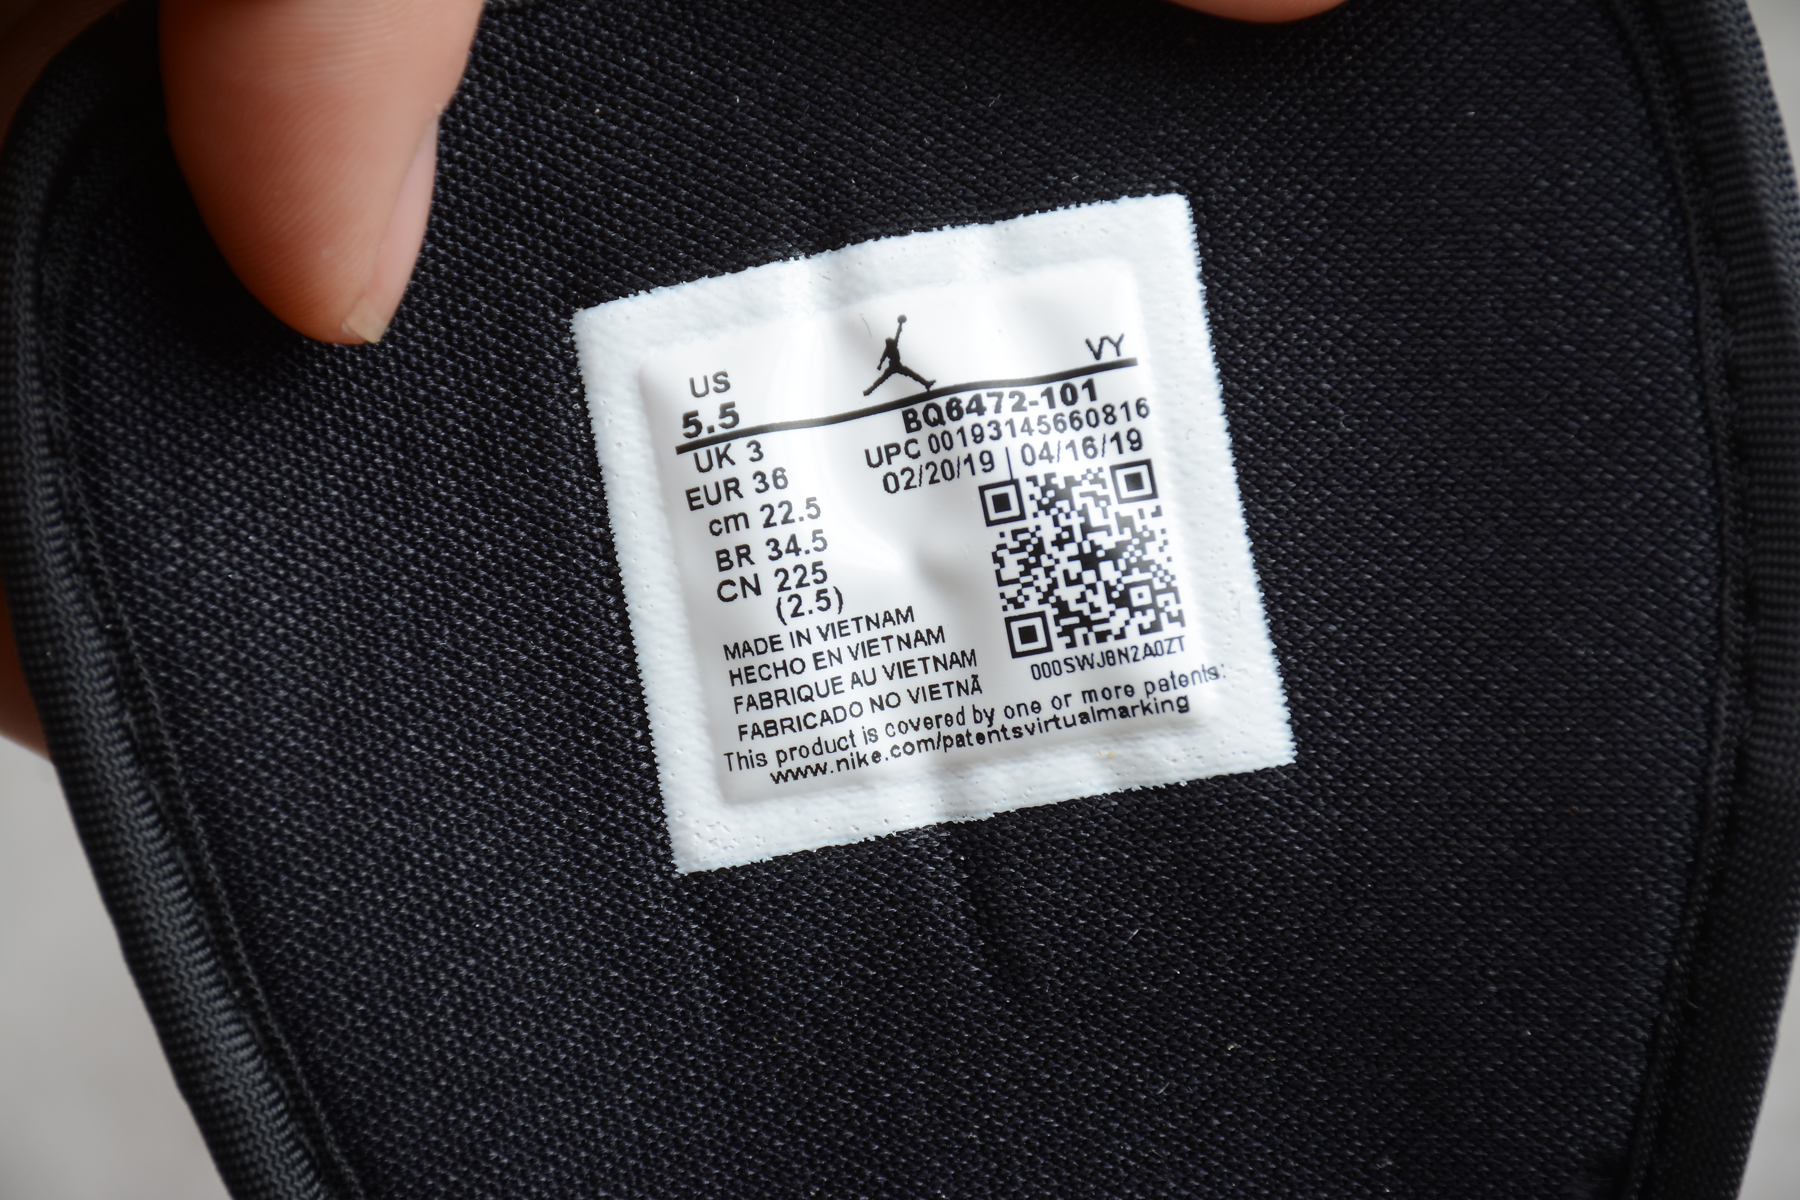 US
5.5
VY
BQ6472-101
UK 3
UPC 00193145660816
EUR 36
02/20/19 | 04/16/19
cm 22.5
BR 34.5
CN 225
(2.5)
MADE IN VIETNAM
HECHO EN VIETNAM
FABRIQUE AU VIETNAM
FABRICADO NO VIETNÃ
000SWJ8N2A0ZT
This product is covered by one or more patents:
www.nike.com/patentsvirtualmarking